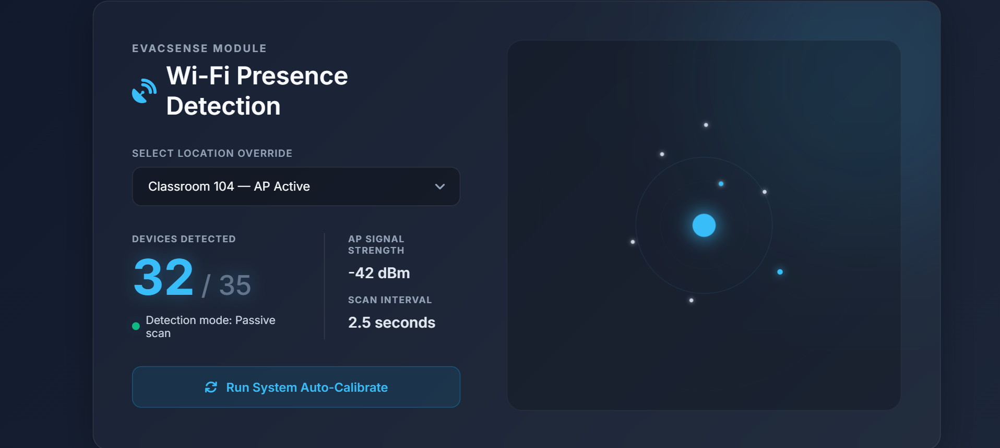 EVACSENSE MODULE
Wi-Fi Presence
Detection
SELECT LOCATION OVERRIDE
Classroom 104 — AP Active
DEVICES DETECTED
32 / 35
Detection mode: Passive
scan
AP SIGNAL
STRENGTH
-42 dBm
SCAN INTERVAL
2.5 seconds
Run System Auto-Calibrate